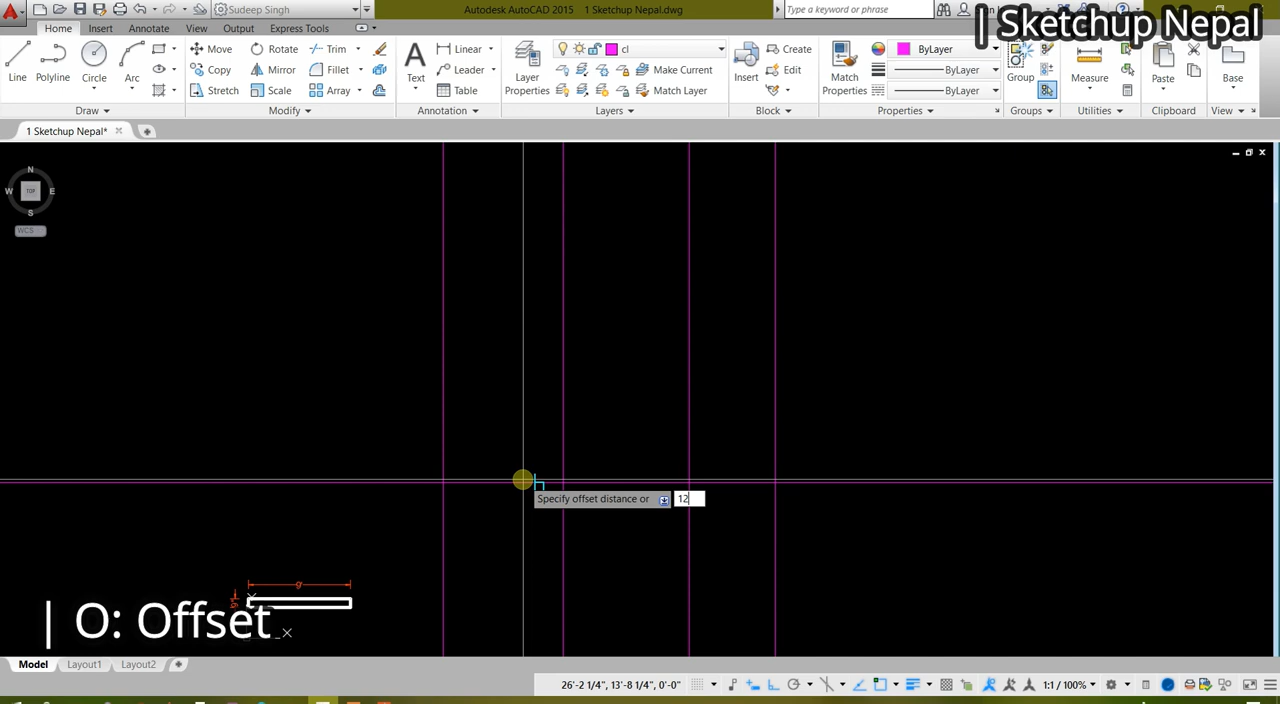 Autodesk AutoCAD 2015 1 Sketchup Nepal.dwg
Type a keyword or phrase
Sudeep Singh
| Sketchup Nepal
Home Insert Annotate View Output Express Tools
Line Polyline Circle Arc
Move Rotate Trim
Copy Mirror Fillet
Stretch Scale Array
Text
Linear
Leader
Table
Layer Properties
cl
Make Current
Match Layer
Insert
Create
Edit
Match Properties
ByLayer
ByLayer
ByLayer
Group
Measure
Paste
Base
Draw Modify Annotation Layers Block Properties Groups Utilities Clipboard View
1 Sketchup Nepal*
N
W TOP E
S
WCS
Specify offset distance or 12
9'
9"
| O: Offset
Model Layout1 Layout2
26'-2 1/4", 13'-8 1/4", 0'-0" 1:1 / 100%